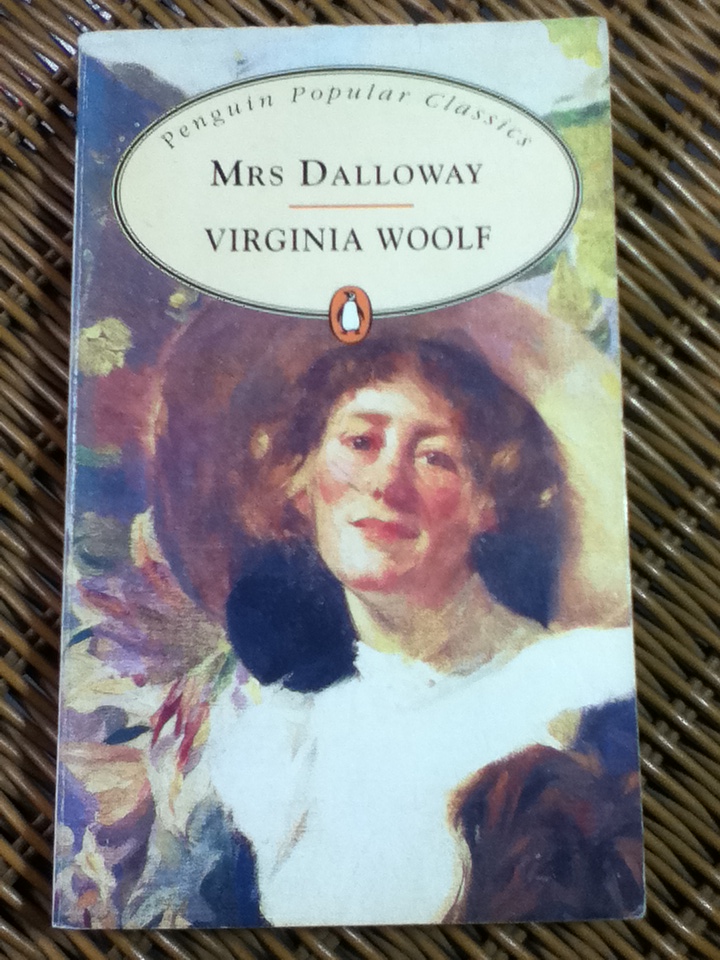 Penguin Popular Classics
MRS DALLOWAY
VIRGINIA WOOLF